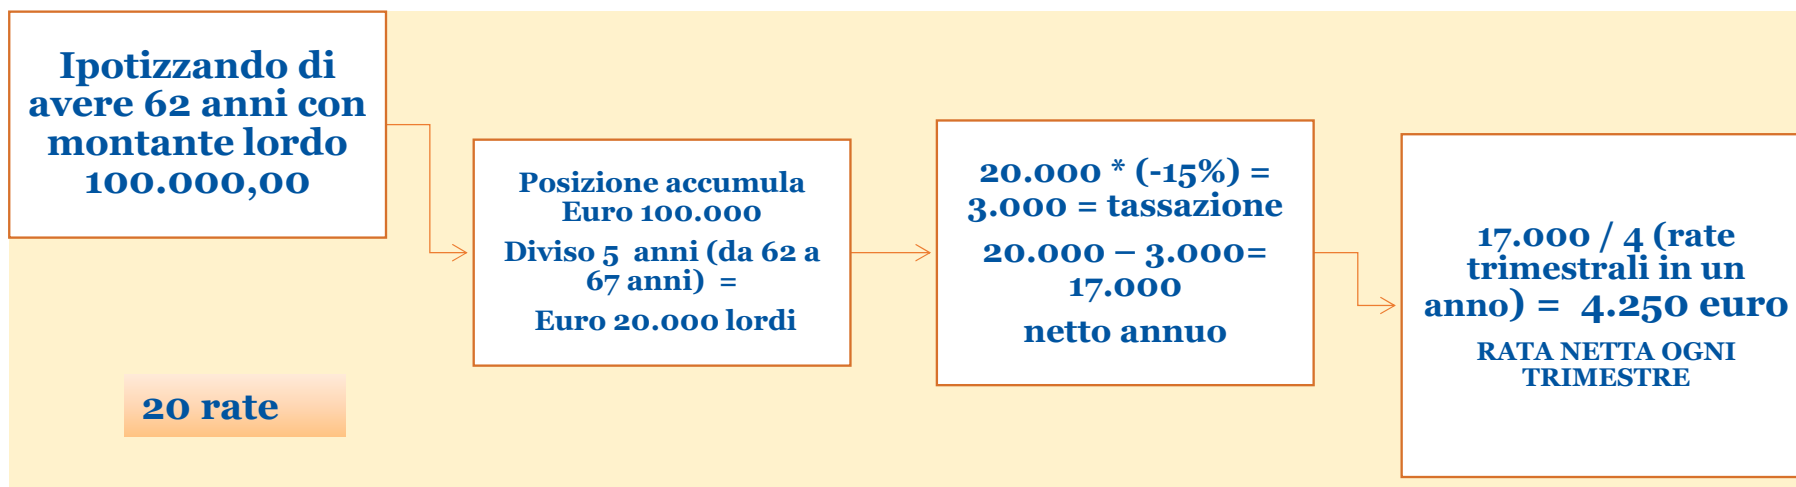 Ipotizzando di
avere 62 anni con
montante lordo
100.000,00
Posizione accumula
Euro 100.000
Diviso 5 anni (da 62 a
67 anni) =
Euro 20.000 lordi
20.000 * (-15%) =
3.000 = tassazione
20.000 – 3.000=
17.000
netto annuo
17.000 / 4 (rate
trimestrali in un
anno) = 4.250 euro
RATA NETTA OGNI
TRIMESTRE
20 rate